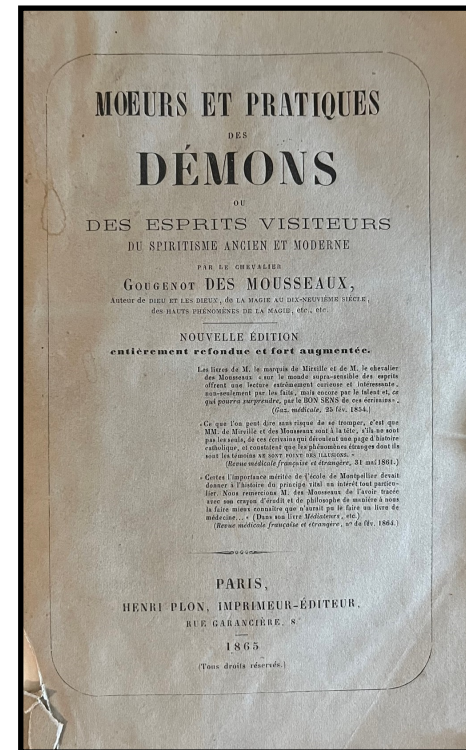 MŒURS ET PRATIQUES
DES
DÉMONS
OU
DES ESPRITS VISITEURS
DU SPIRITISME ANCIEN ET MODERNE
PAR LE CHEVALIER
GOUGENOT DES MOUSSEAUX,
Auteur de DIEU ET LES DIEUX, de LA MAGIE AU DIX-NEUVIÈME SIÈCLE,
des HAUTS PHÉNOMÈNES DE LA MAGIE, etc., etc.
NOUVELLE ÉDITION
entièrement refondue et fort augmentée.
Les livres de M. le marquis de Mirville et de M. le chevalier
des Mousseaux « sur le monde supra-sensible des esprits
offrent une lecture extrêmement curieuse et intéressante,
non-seulement par les faits, mais encore par le talent et, ce
qui pourra surprendre, par le BON SENS de ces écrivains».
(Gaz. médicale, 25 fév. 1854.)
« Ce que l'on peut dire sans risque de se tromper, c'est que
MM. de Mirville et des Mousseaux sont à la tête, s'ils ne sont
pas les seuls, de ces écrivains qui dévoulent une page d'histoire
catholique, et constatent que les phénomènes étranges dont ils
sont les témoins NE SONT POINT DES ILLUSIONS. »
(Revue médicale française et étrangère, 31 mai 1861.)
« Certes l'importance méritée de l'école de Montpellier devait
donner à l'histoire du principe vital un intérêt tout particu-
lier. Nous remercions M. des Mousseaux de l'avoir tracée
avec son crayon d'érudit et de philosophe de manière à nous
la faire mieux connaître que n'aurait pu le faire un livre de
médecine... » (Dans son livre Médiateurs, etc.)
(Revue médicale française et étrangère, nº de fév. 1864.)
PARIS,
HENRI PLON, IMPRIMEUR-ÉDITEUR,
RUE GARANCIÈRE, 8
1865
(Tous droits réservés.)